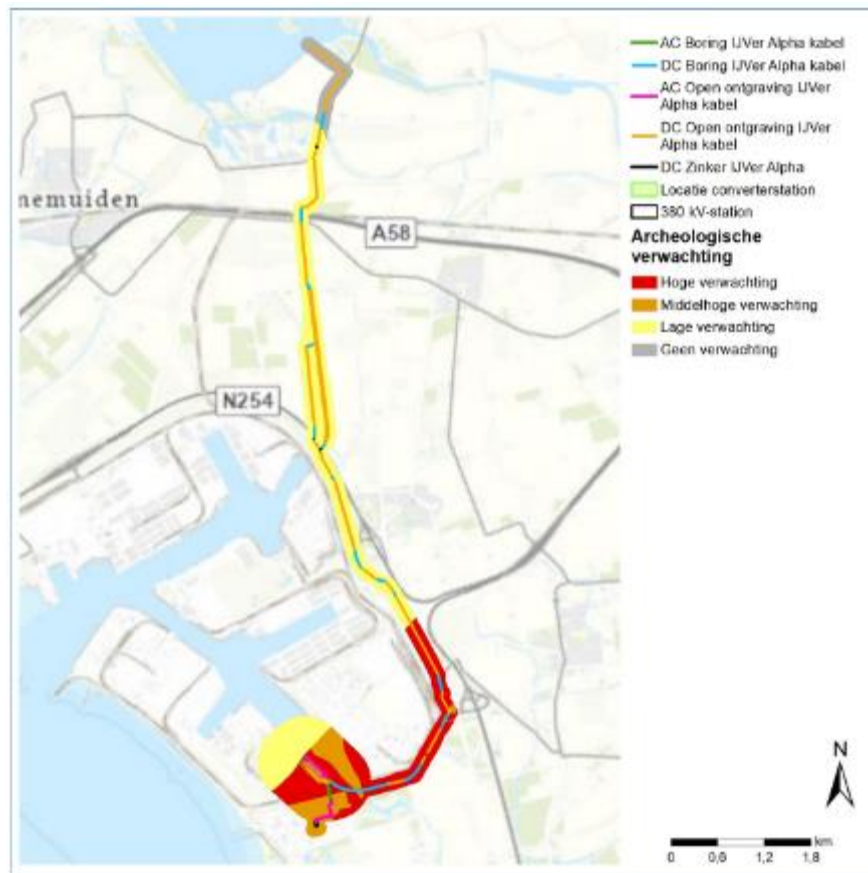 AC Boring IJVer Alpha kabel
DC Boring IJVer Alpha kabel
AC Open ontgraving IJVer
Alpha kabel
DC Open ontgraving IJVer
Alpha kabel
DC Zinker IJVer Alpha
Locatie converterstation
380 kV-station
Archeologische
verwachting
Hoge verwachting
Middelhoge verwachting
Lage verwachting
Geen verwachting
nemuiden
A58
N254
N
km
0 0,6 1,2 1,8